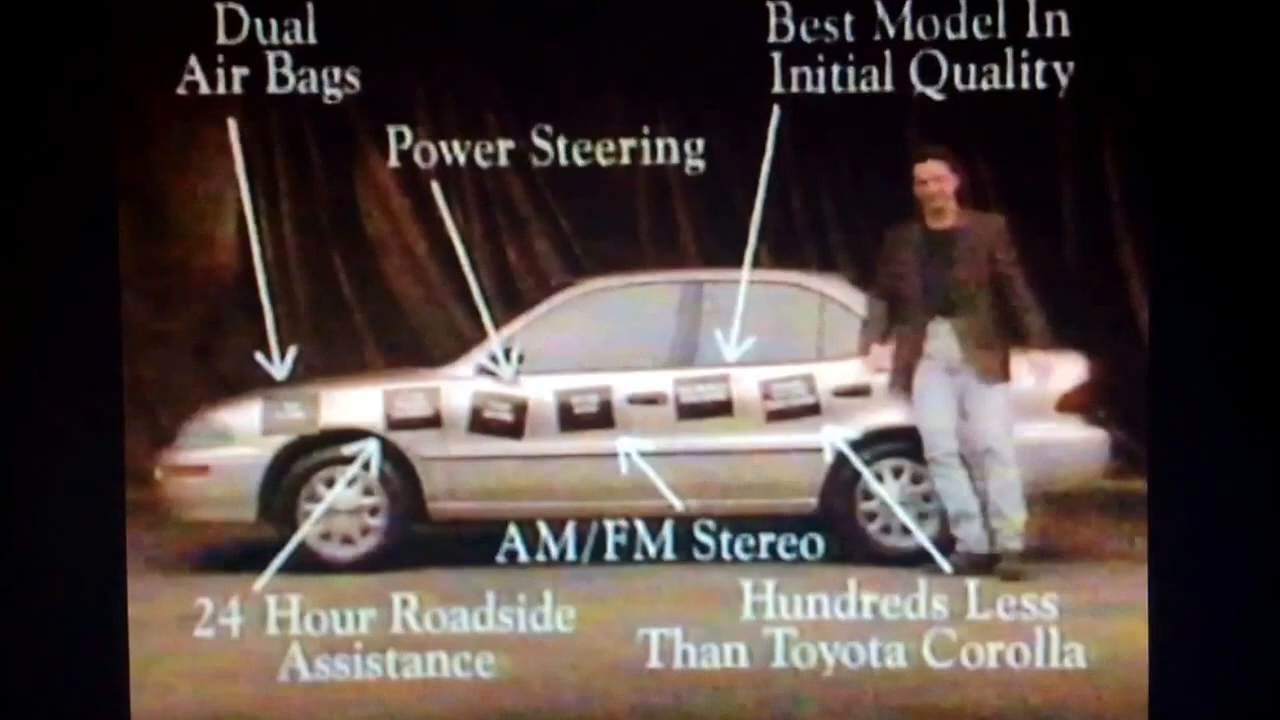 Dual
Air Bags
Best Model In
Initial Quality
Power Steering
AM/FM Stereo
24 Hour Roadside
Assistance
Hundreds Less
Than Toyota Corolla